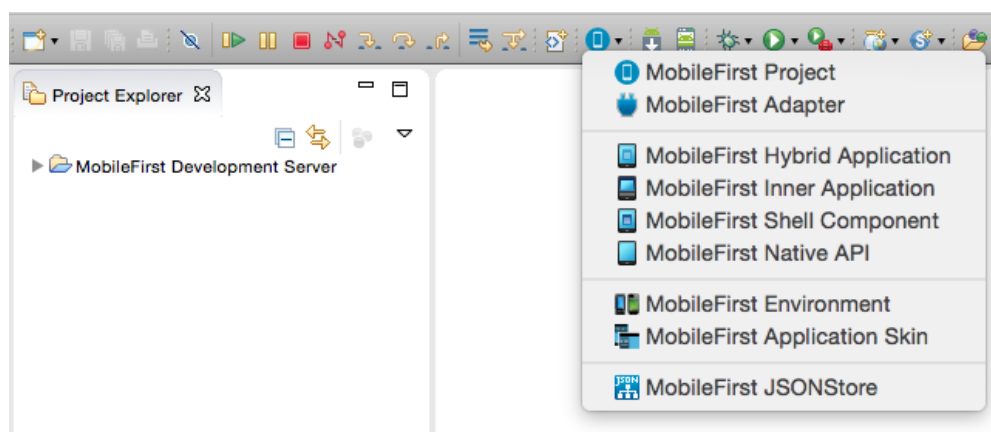 Project Explorer
MobileFirst Development Server
MobileFirst Project
MobileFirst Adapter
MobileFirst Hybrid Application
MobileFirst Inner Application
MobileFirst Shell Component
MobileFirst Native API
MobileFirst Environment
MobileFirst Application Skin
JSON
MobileFirst JSONStore